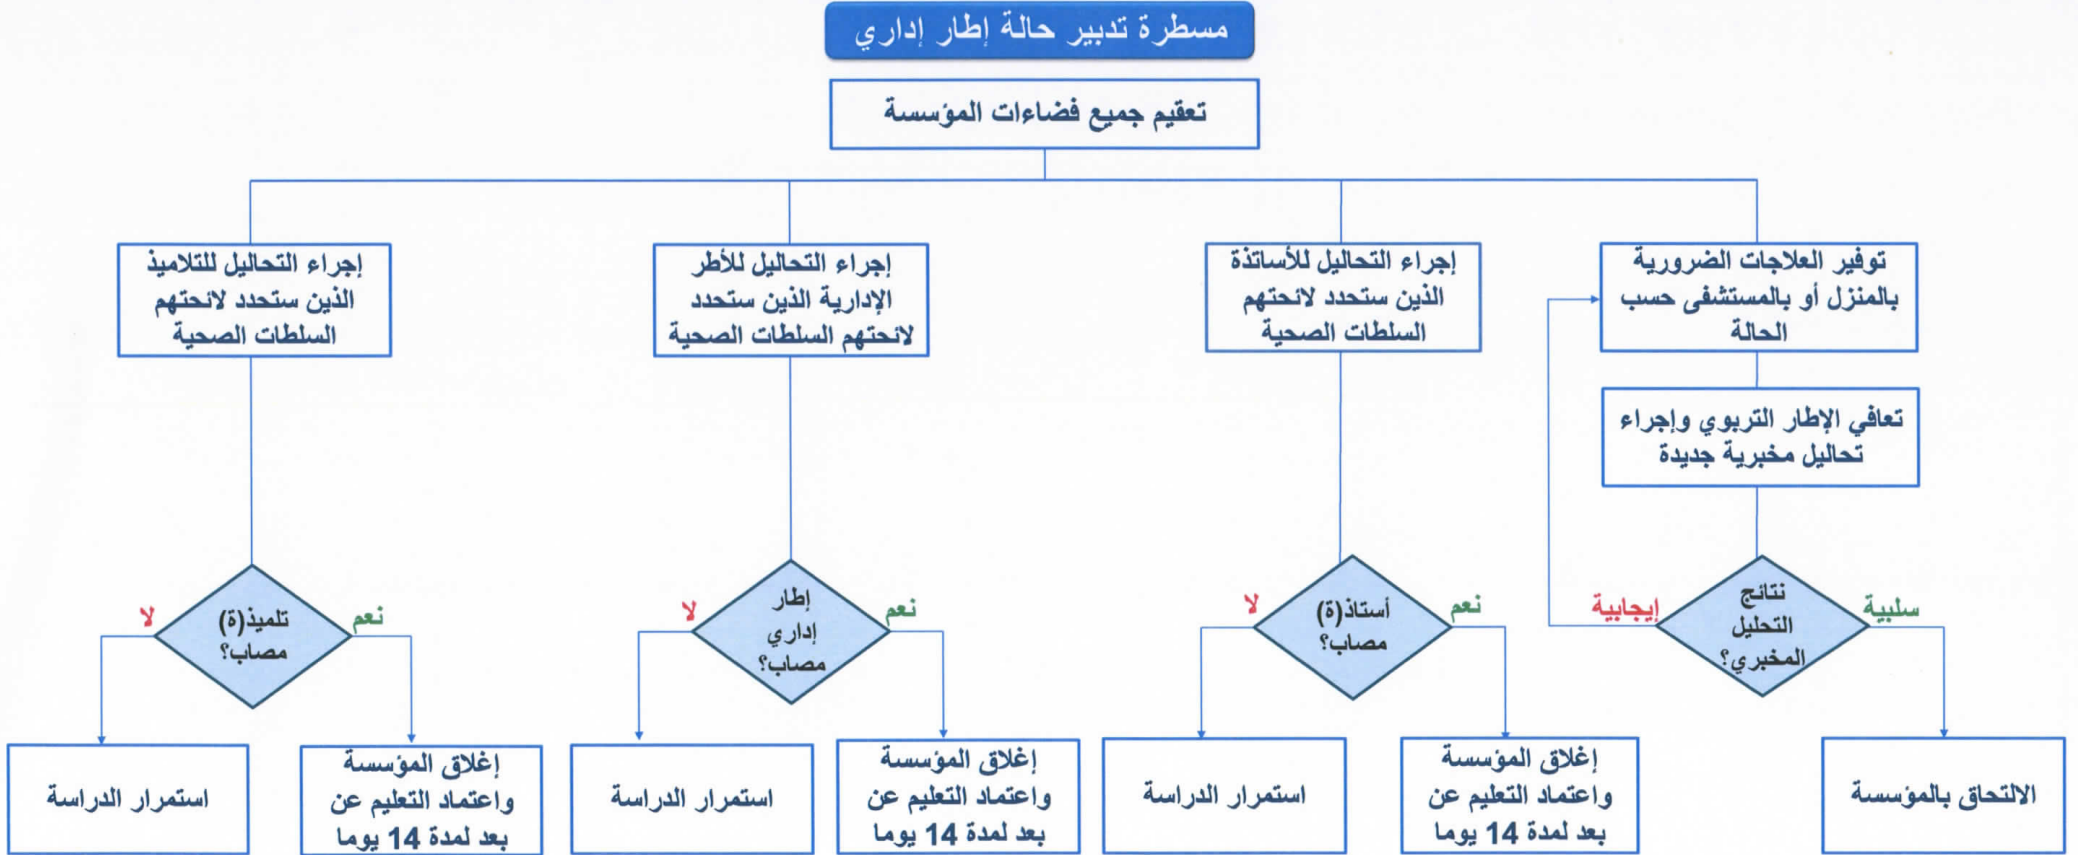 مسطرة تدبير حالة إطار إداري
تعقيم جميع فضاءات المؤسسة
توفير العلاجات الضرورية
بالمنزل أو بالمستشفى حسب
الحالة
تعافي الإطار التربوي وإجراء
تحاليل مخبرية جديدة
نتائج
التحليل
المخبري؟
سلبية
إيجابية
الالتحاق بالمؤسسة
إجراء التحاليل للأساتذة
الذين ستحدد لائحتهم
السلطات الصحية
أستاذ(ة)
مصاب؟
نعم
لا
إغلاق المؤسسة
واعتماد التعليم عن
بعد لمدة 14 يوما
استمرار الدراسة
إجراء التحاليل للأطر
الإدارية الذين ستحدد
لائحتهم السلطات الصحية
إطار
إداري
مصاب؟
نعم
لا
إغلاق المؤسسة
واعتماد التعليم عن
بعد لمدة 14 يوما
استمرار الدراسة
إجراء التحاليل للتلاميذ
الذين ستحدد لائحتهم
السلطات الصحية
تلميذ(ة)
مصاب؟
نعم
لا
إغلاق المؤسسة
واعتماد التعليم عن
بعد لمدة 14 يوما
استمرار الدراسة